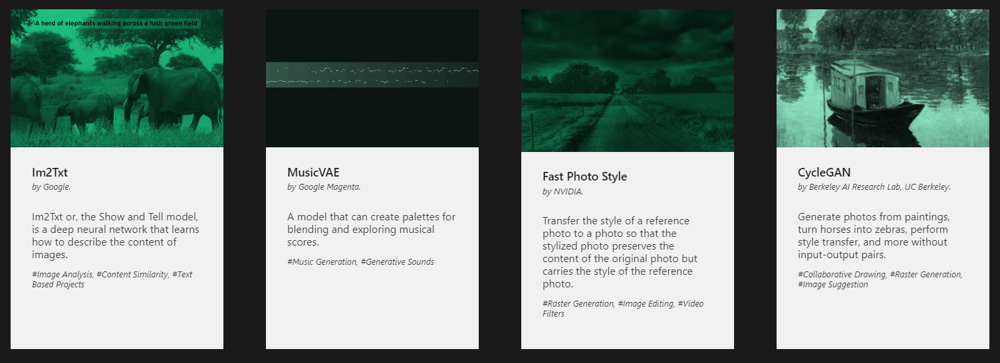 A herd of elephants walking across a lush green field
Im2Txt
by Google.
Im2Txt or, the Show and Tell model,
is a deep neural network that learns
how to describe the content of
images.
#Image Analysis, #Content Similarity, #Text
Based Projects
MusicVAE
by Google Magenta.
A model that can create palettes for
blending and exploring musical
scores.
#Music Generation, #Generative Sounds
Fast Photo Style
by NVIDIA.
Transfer the style of a reference
photo to a photo so that the
stylized photo preserves the
content of the original photo but
carries the style of the reference
photo.
#Raster Generation, #Image Editing, #Video
Filters
CycleGAN
by Berkeley AI Research Lab, UC Berkeley.
Generate photos from paintings,
turn horses into zebras, perform
style transfer, and more without
input-output pairs.
#Collaborative Drawing, #Raster Generation,
#Image Suggestion